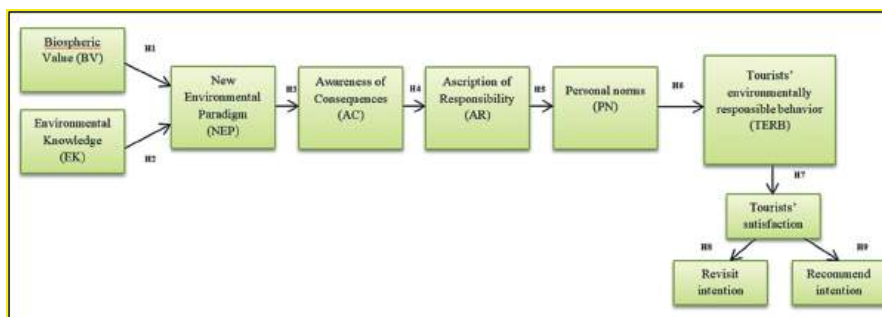 Biospheric
Value (BV)
H1
Environmental
Knowledge
(EK)
H2
New
Environmental
Paradigm
(NEP)
H3
Awareness of
Consequences
(AC)
H4
Ascription of
Responsibility
(AR)
H5
Personal norms
(PN)
H6
Tourists'
environmentally
responsible behavior
(TERB)
H7
Tourists'
satisfaction
H8
H9
Revisit
intention
Recommend
intention